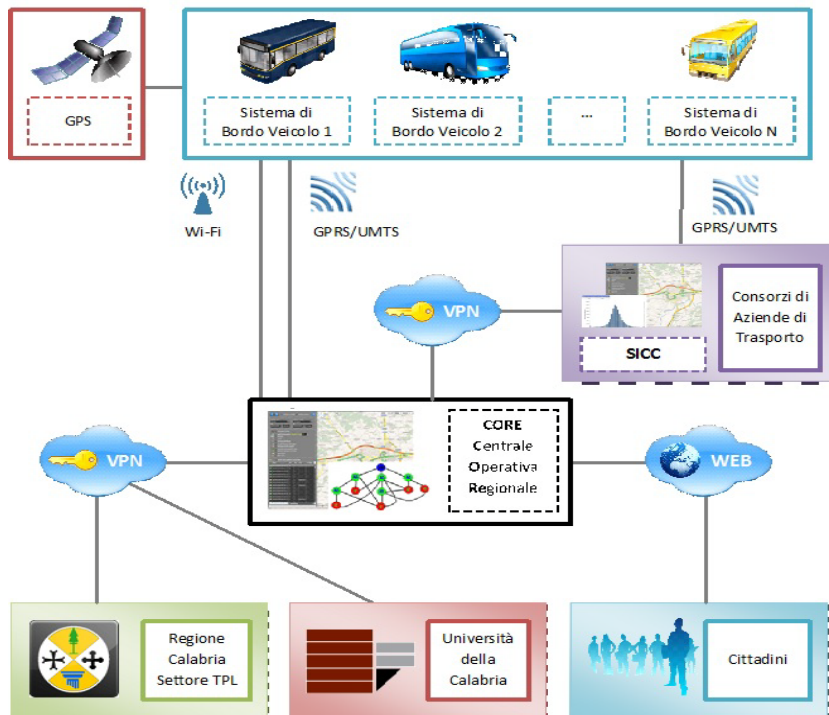 GPS
Sistema di
Bordo Veicolo 1
Sistema di
Bordo Veicolo 2
...
Sistema di
Bordo Veicolo N
Wi-Fi
GPRS/UMTS
GPRS/UMTS
VPN
SICC
Consorzi di
Aziende di
Trasporto
VPN
CORE
Centrale
Operativa
Regionale
WEB
Regione
Calabria
Settore TPL
Università
della
Calabria
Cittadini